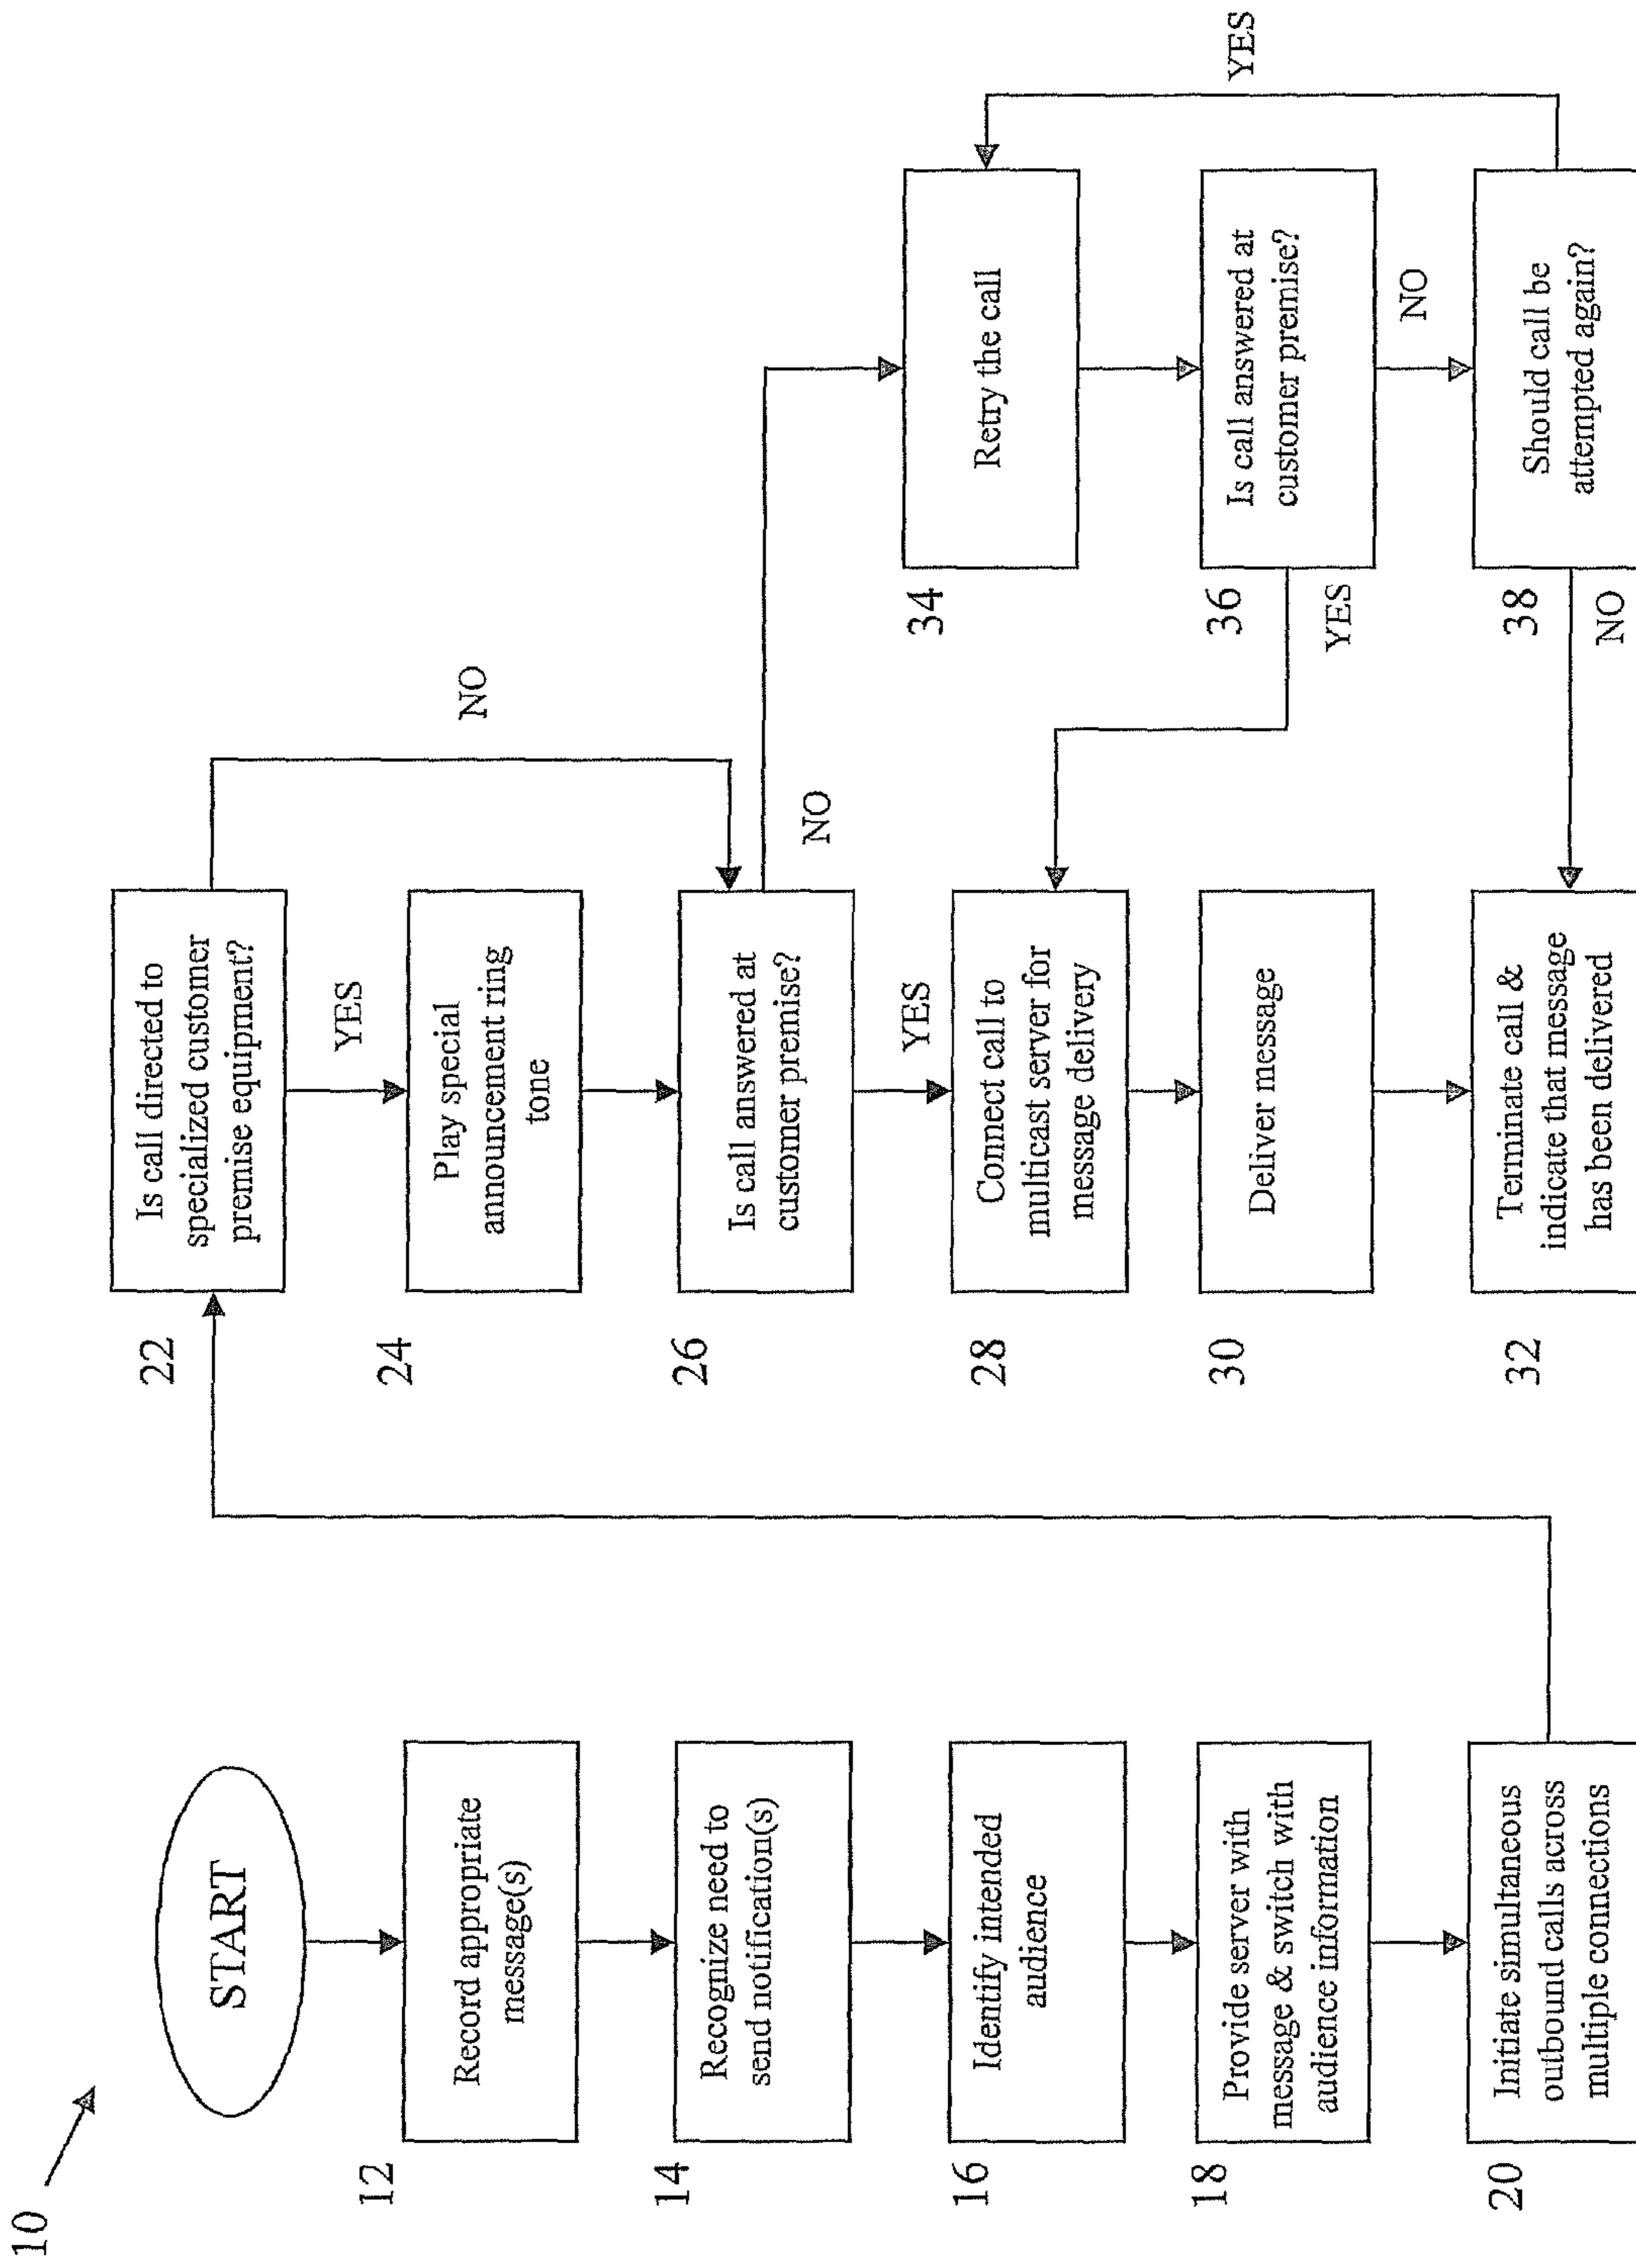 10
START
12
Record appropriate
message(s)
14
Recognize need to
send notification(s)
16
Identify intended
audience
18
Provide server with
message & switch with
audience information
20
Initiate simultaneous
outbound calls across
multiple connections
22
Is call directed to
specialized customer
premise equipment?
NO
YES
24
Play special
announcement ring
tone
26
Is call answered at
customer premise?
NO
YES
28
Connect call to
multicast server for
message delivery
30
Deliver message
32
Terminate call &
indicate that message
has been delivered
34
Retry the call
36
Is call answered at
customer premise?
YES
NO
38
Should call be
attempted again?
YES
NO